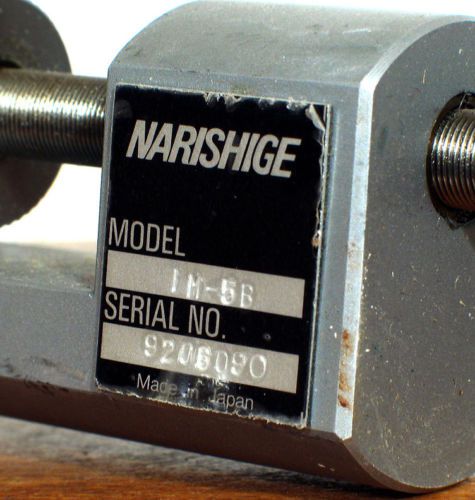 NARISHIGE
MODEL
IM-5B
SERIAL NO.
9206090
Made in Japan